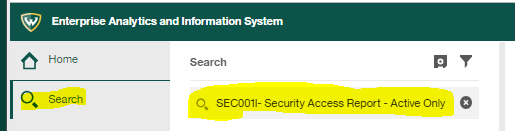 Enterprise Analytics and Information System
Home
Search
Search
SEC001I- Security Access Report - Active Only